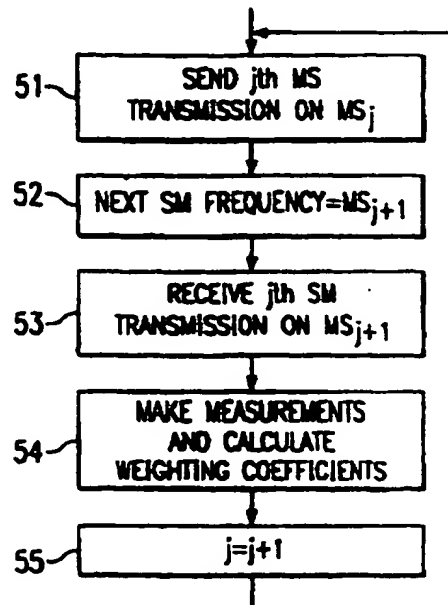 51
SEND jth MS
TRANSMISSION ON MSj
52
NEXT SM FREQUENCY=MSj+1
53
RECEIVE jth SM
TRANSMISSION ON MSj+1
54
MAKE MEASUREMENTS
AND CALCULATE
WEIGHTING COEFFICIENTS
55
j=j+1